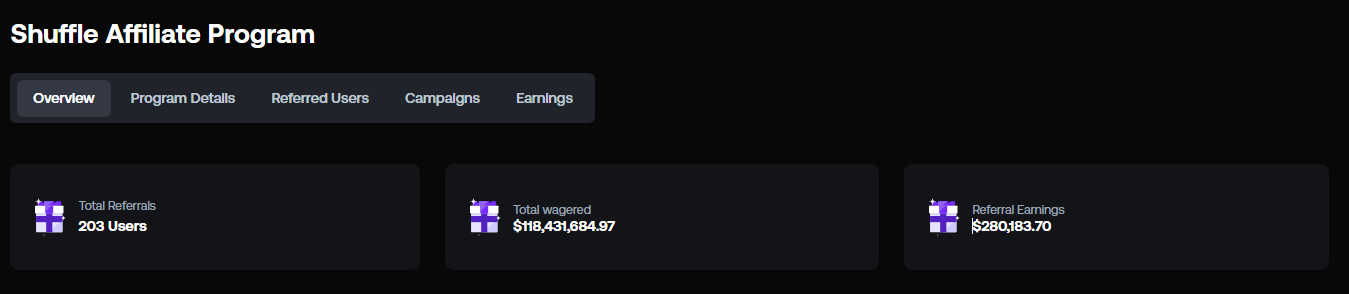 Shuffle Affiliate Program
Overview Program Details Referred Users Campaigns Earnings
Total Referrals
203 Users
Total wagered
$118,431,684.97
Referral Earnings
$280,183.70